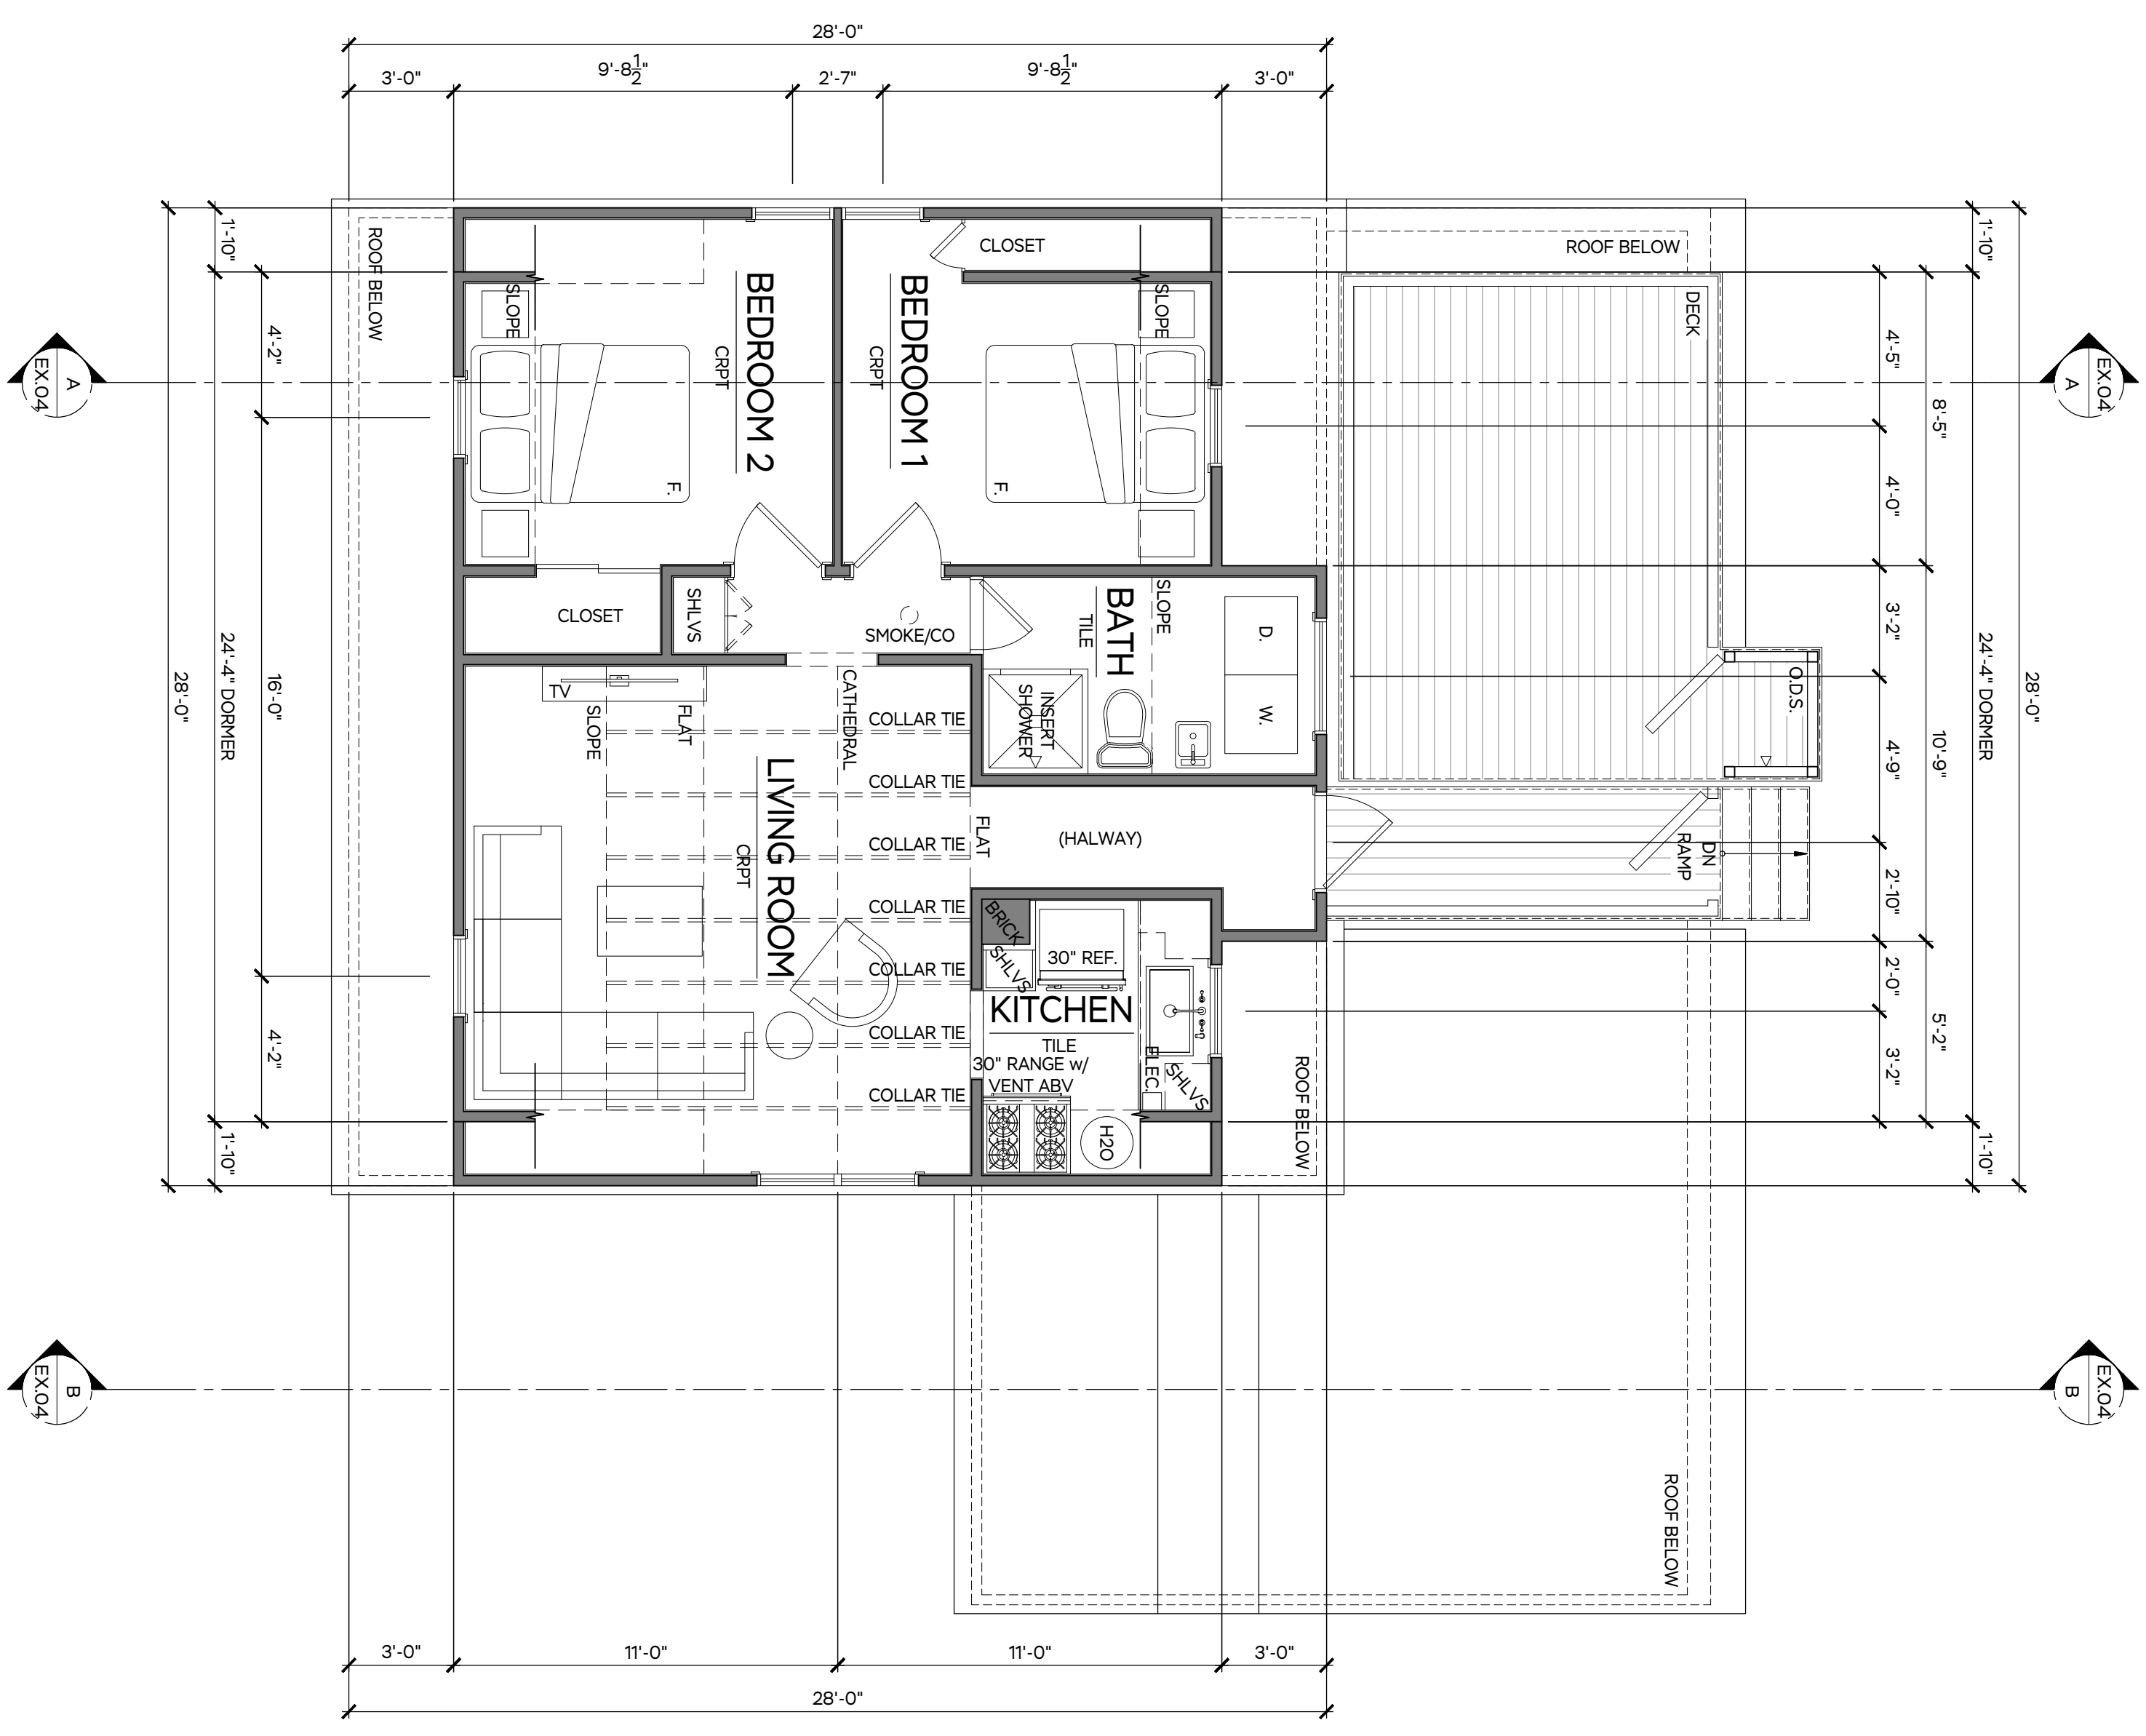 28'-0"
3'-0"
9'-8 1/2"
2'-7"
9'-8 1/2"
3'-0"
1'-10"
ROOF BELOW
CLOSET
ROOF BELOW
1'-10"
4'-2"
SLOPE
BEDROOM 2
CRPT
BEDROOM 1
CRPT
SLOPE
DECK
4'-5"
8'-5"
A
EX.04
A
EX.04
F.
F.
4'-0"
CLOSET
SHLVS
SMOKE/CO
BATH
TILE
SLOPE
D.
W.
3'-2"
O.D.S.
28'-0"
24'-4" DORMER
16'-0"
TV
SLOPE
FLAT
CATHEDRAL
INSERT
SHOWER
24'-4" DORMER
28'-0"
COLLAR TIE
COLLAR TIE
COLLAR TIE
COLLAR TIE
COLLAR TIE
COLLAR TIE
COLLAR TIE
LIVING ROOM
CRPT
FLAT
(HALWAY)
DN
RAMP
4'-9"
10'-9"
2'-10"
BRICK
SHLVS
30" REF.
KITCHEN
TILE
30" RANGE w/
VENT ABV
ELEC.
SHLVS
H2O
ROOF BELOW
2'-0"
3'-2"
5'-2"
4'-2"
1'-10"
1'-10"
B
EX.04
B
EX.04
ROOF BELOW
3'-0"
11'-0"
11'-0"
3'-0"
28'-0"